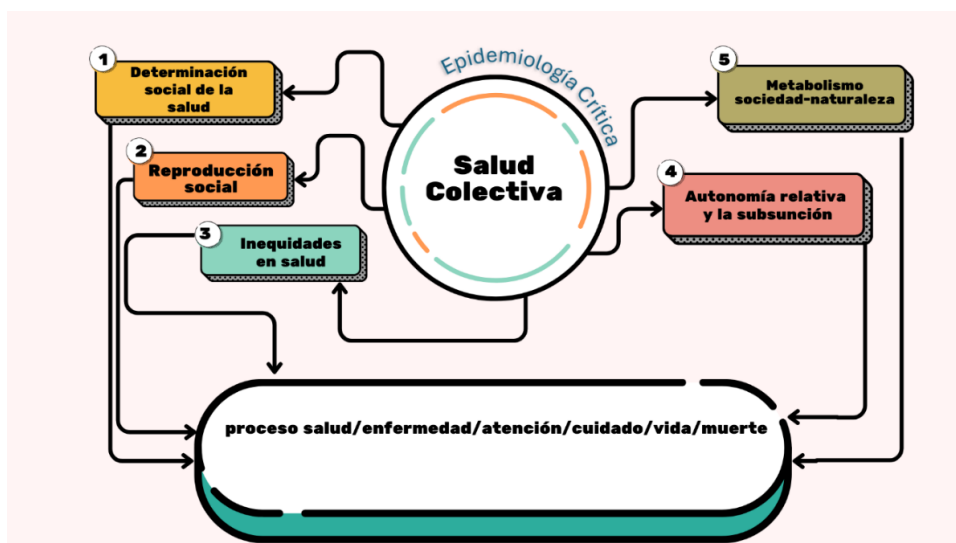 1
Determinación
social de la
salud
2
Reproducción
social
3
Inequidades
en salud
Epidemiología Crítica
Salud
Colectiva
5
Metabolismo
sociedad-naturaleza
4
Autonomía relativa
y la subsunción
proceso salud/enfermedad/atención/cuidado/vida/muerte